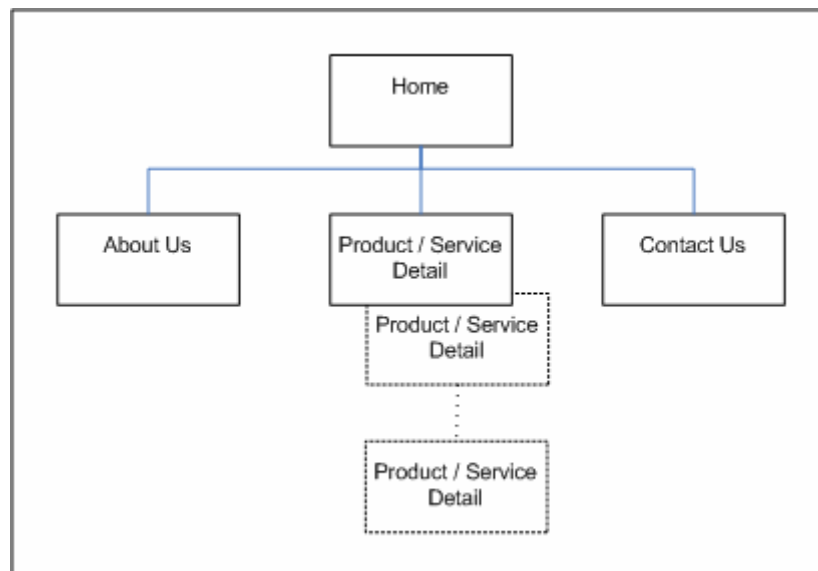 Home
About Us
Product / Service
Detail
Contact Us
Product / Service
Detail
Product / Service
Detail